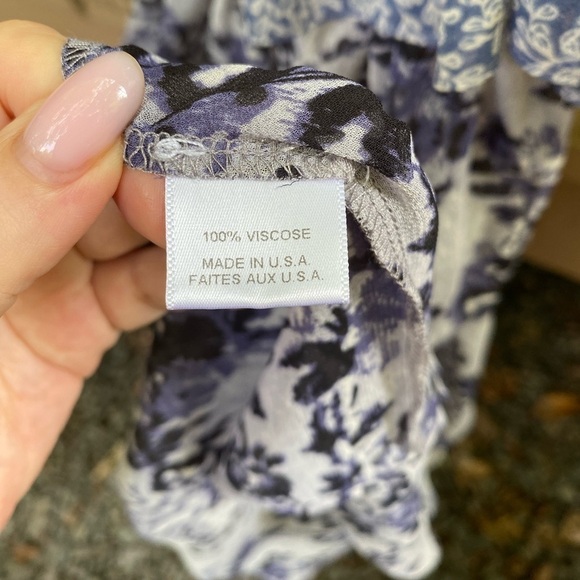 100% VISCOSE
MADE IN U.S.A.
FAITES AUX U.S.A.